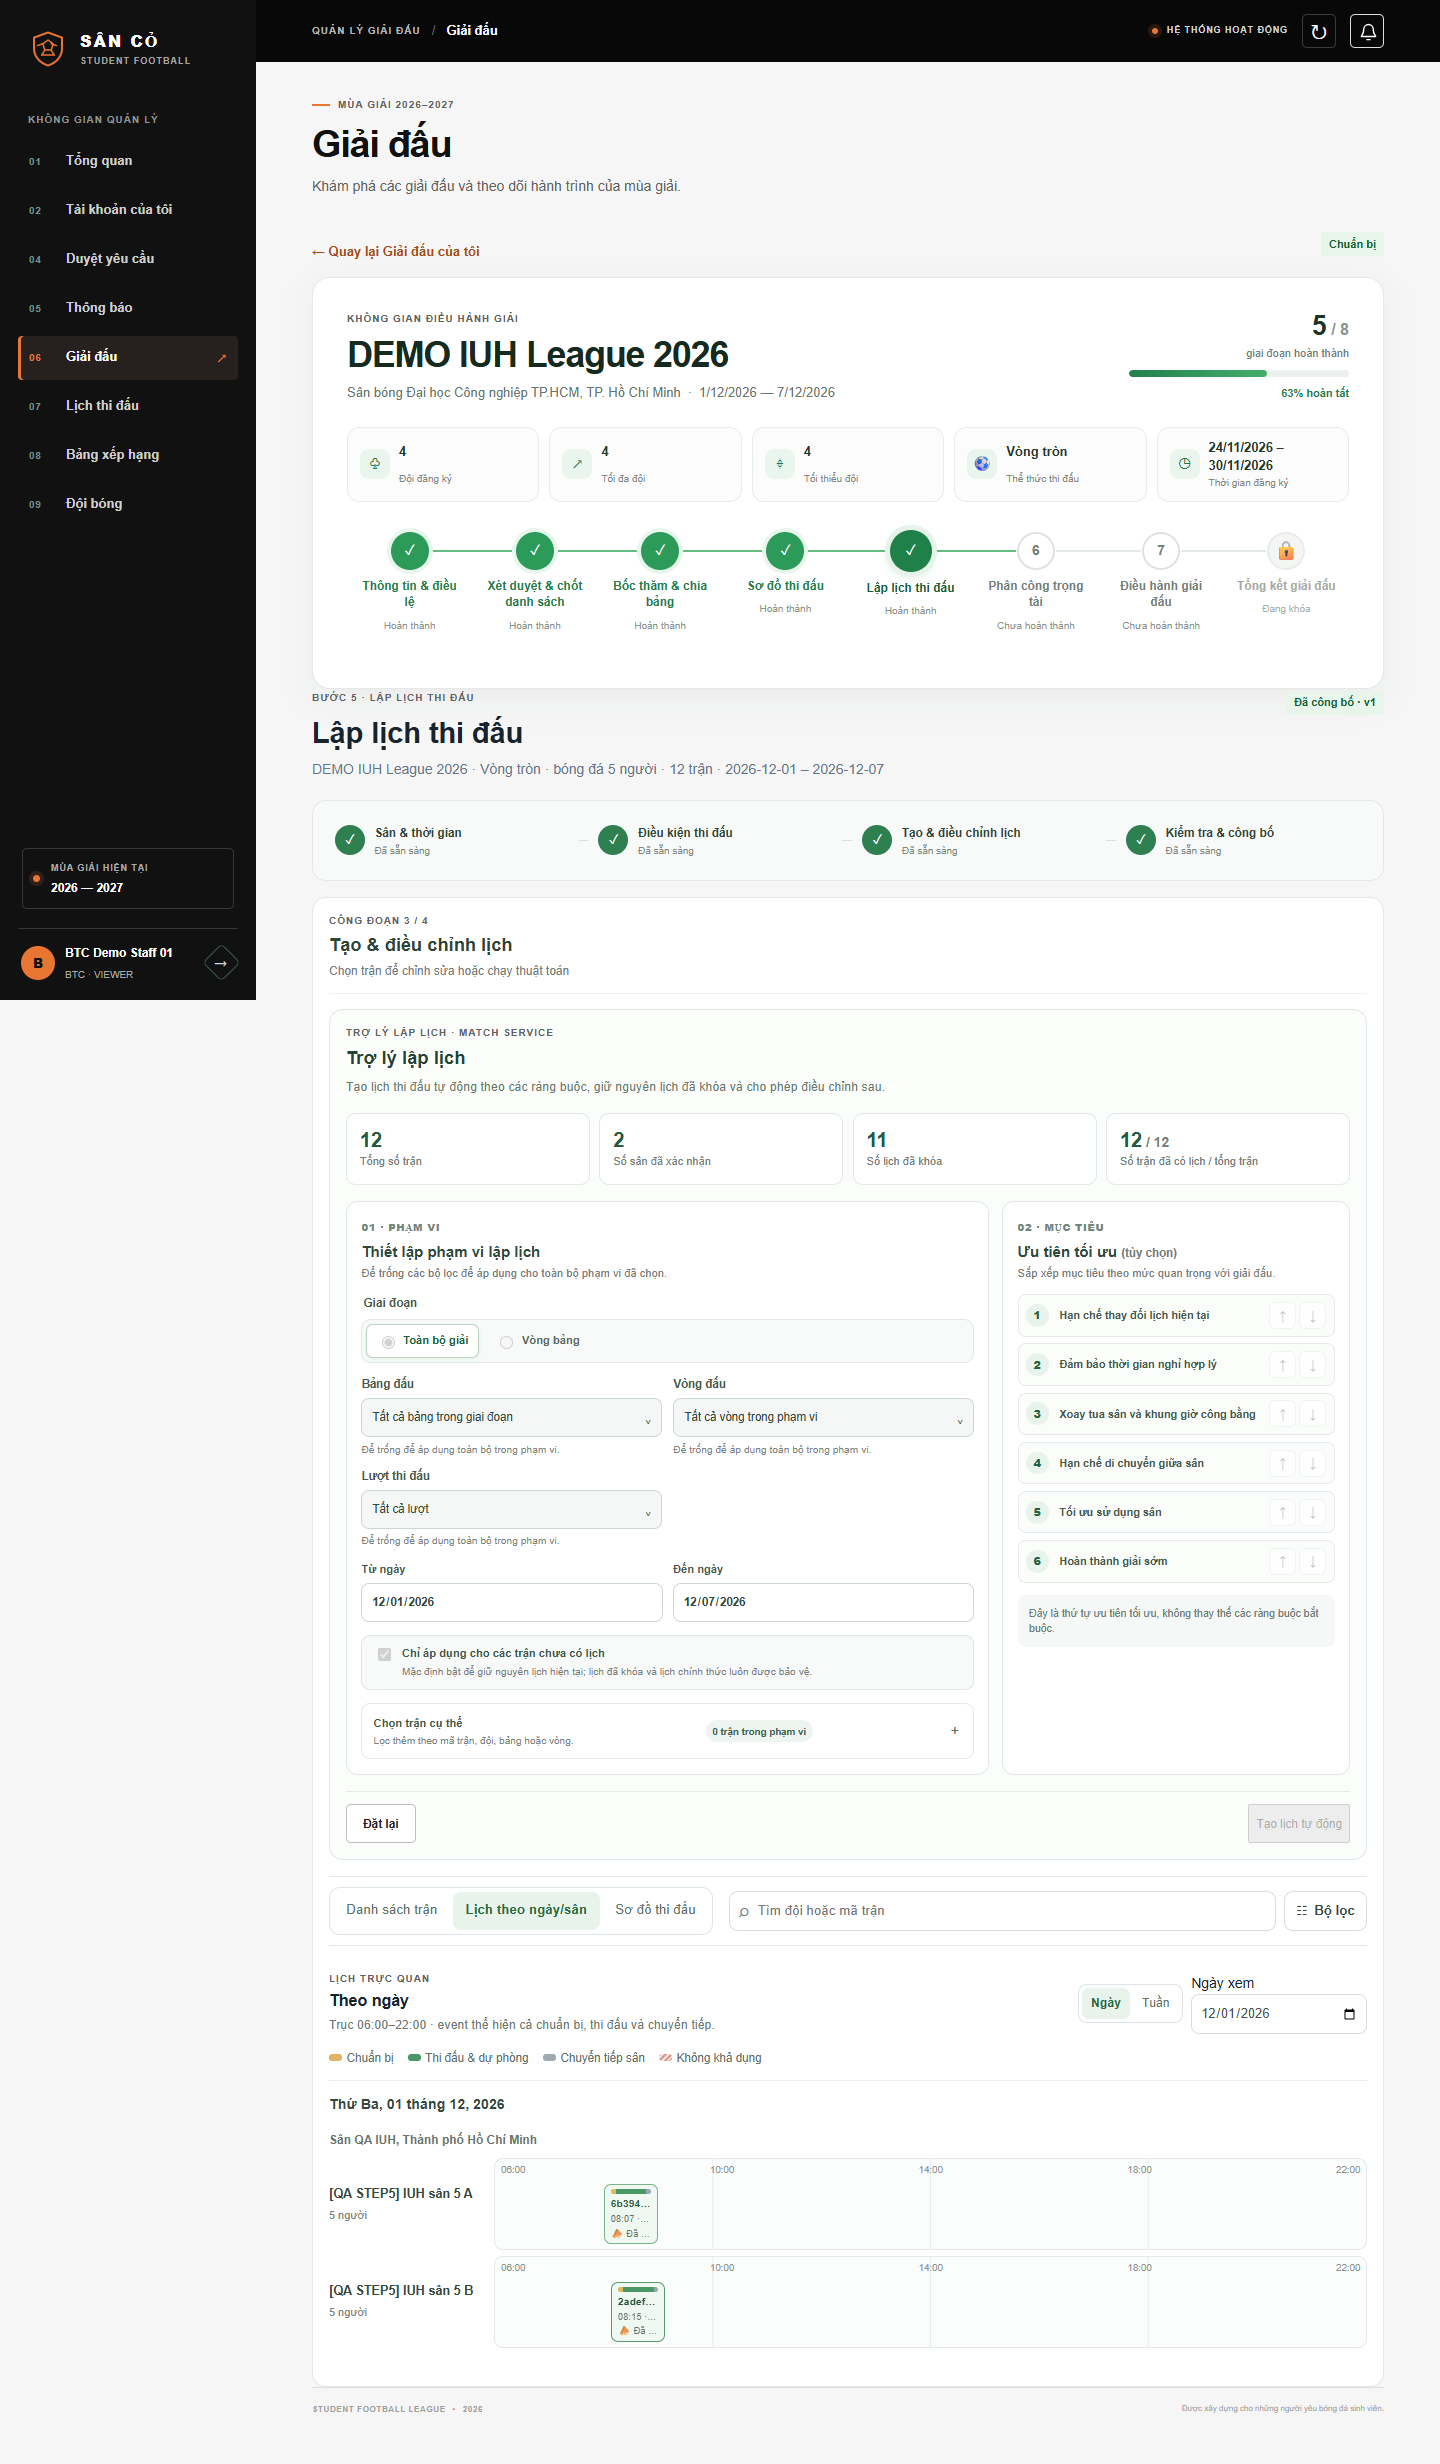 SÂN CỎ
STUDENT FOOTBALL
KHÔNG GIAN QUẢN LÝ
01 Tổng quan
02 Tài khoản của tôi
04 Duyệt yêu cầu
05 Thông báo
06 Giải đấu ↗
07 Lịch thi đấu
08 Bảng xếp hạng
09 Đội bóng
MÙA GIẢI HIỆN TẠI
2026 — 2027
B
BTC Demo Staff 01
BTC · VIEWER
→
QUẢN LÝ GIẢI ĐẤU / Giải đấu
HỆ THỐNG HOẠT ĐỘNG
MÙA GIẢI 2026–2027
Giải đấu
Khám phá các giải đấu và theo dõi hành trình của mùa giải.
← Quay lại Giải đấu của tôi
Chuẩn bị
KHÔNG GIAN ĐIỀU HÀNH GIẢI
DEMO IUH League 2026
Sân bóng Đại học Công nghiệp TP.HCM, TP. Hồ Chí Minh · 1/12/2026 — 7/12/2026
5 / 8
giai đoạn hoàn thành
63% hoàn tất
4
Đội đăng ký
4
Tối đa đội
4
Tối thiểu đội
Vòng tròn
Thể thức thi đấu
24/11/2026 –
30/11/2026
Thời gian đăng ký
✓ Thông tin & điều
lệ
Hoàn thành
✓ Xét duyệt & chốt
danh sách
Hoàn thành
✓ Bốc thăm & chia
bảng
Hoàn thành
✓ Sơ đồ thi đấu
Hoàn thành
✓ Lập lịch thi đấu
Hoàn thành
6 Phân công trọng
tài
Chưa hoàn thành
7 Điều hành giải
đấu
Chưa hoàn thành
Tổng kết giải đấu
Đang khóa
BƯỚC 5 · LẬP LỊCH THI ĐẤU
Đã công bố · v1
Lập lịch thi đấu
DEMO IUH League 2026 · Vòng tròn · bóng đá 5 người · 12 trận · 2026-12-01 – 2026-12-07
✓ Sân & thời gian
Đã sẵn sàng
✓ Điều kiện thi đấu
Đã sẵn sàng
✓ Tạo & điều chỉnh lịch
Đã sẵn sàng
✓ Kiểm tra & công bố
Đã sẵn sàng
CÔNG ĐOẠN 3 / 4
Tạo & điều chỉnh lịch
Chọn trận để chỉnh sửa hoặc chạy thuật toán
TRỢ LÝ LẬP LỊCH · MATCH SERVICE
Trợ lý lập lịch
Tạo lịch thi đấu tự động theo các ràng buộc, giữ nguyên lịch đã khóa và cho phép điều chỉnh sau.
12
Tổng số trận
2
Số sân đã xác nhận
11
Số lịch đã khóa
12 / 12
Số trận đã có lịch / tổng trận
01 · PHẠM VI
Thiết lập phạm vi lập lịch
Để trống các bộ lọc để áp dụng cho toàn bộ phạm vi đã chọn.
Giai đoạn
Toàn bộ giải
Vòng bảng
Bảng đấu
Tất cả bảng trong giai đoạn
Để trống để áp dụng toàn bộ trong phạm vi.
Vòng đấu
Tất cả vòng trong phạm vi
Để trống để áp dụng toàn bộ trong phạm vi.
Lượt thi đấu
Tất cả lượt
Để trống để áp dụng toàn bộ trong phạm vi.
Từ ngày
12/01/2026
Đến ngày
12/07/2026
Chỉ áp dụng cho các trận chưa có lịch
Mặc định bật để giữ nguyên lịch hiện tại; lịch đã khóa và lịch chính thức luôn được bảo vệ.
Chọn trận cụ thể
Lọc thêm theo mã trận, đội, bảng hoặc vòng.
0 trận trong phạm vi
+
02 · MỤC TIÊU
Ưu tiên tối ưu (tùy chọn)
Sắp xếp mục tiêu theo mức quan trọng với giải đấu.
1 Hạn chế thay đổi lịch hiện tại ↑ ↓
2 Đảm bảo thời gian nghỉ hợp lý ↑ ↓
3 Xoay tua sân và khung giờ công bằng ↑ ↓
4 Hạn chế di chuyển giữa sân ↑ ↓
5 Tối ưu sử dụng sân ↑ ↓
6 Hoàn thành giải sớm ↑ ↓
Đây là thứ tự ưu tiên tối ưu, không thay thế các ràng buộc bắt
buộc.
Đặt lại
Tạo lịch tự động
Danh sách trận
Lịch theo ngày/sân
Sơ đồ thi đấu
Tìm đội hoặc mã trận
Bộ lọc
LỊCH TRỰC QUAN
Theo ngày
Trục 06:00–22:00 · event thể hiện cả chuẩn bị, thi đấu và chuyển tiếp.
Ngày
Tuần
Ngày xem
12/01/2026
Chuẩn bị
Thi đấu & dự phòng
Chuyển tiếp sân
Không khả dụng
Thứ Ba, 01 tháng 12, 2026
Sân QA IUH, Thành phố Hồ Chí Minh
[QA STEP5] IUH sân 5 A
5 người
06:00 10:00 14:00 18:00 22:00
6b394...
08:07 ·...
Đã ...
[QA STEP5] IUH sân 5 B
5 người
06:00 10:00 14:00 18:00 22:00
2adef...
08:15 ·...
Đã ...
STUDENT FOOTBALL LEAGUE • 2026
Được xây dựng cho những người yêu bóng đá sinh viên.